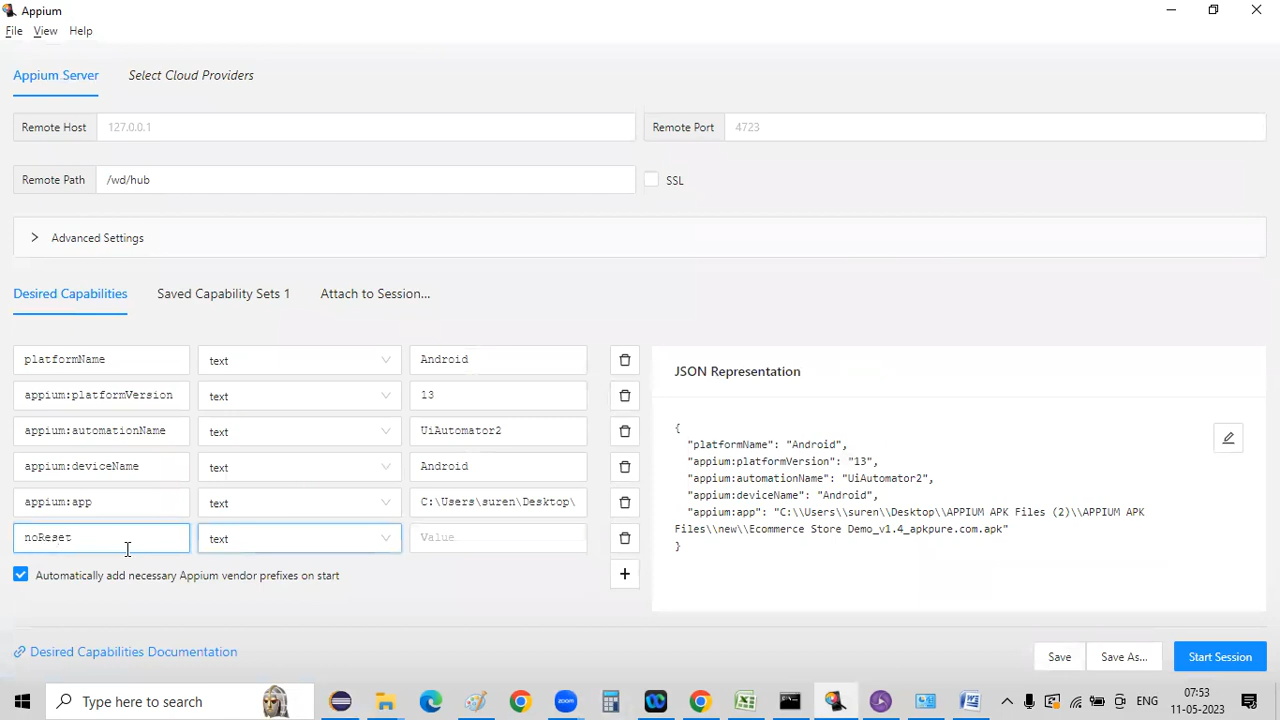 Appium
File View Help
Appium Server Select Cloud Providers
Remote Host 127.0.0.1 Remote Port 4723
Remote Path /wd/hub SSL
Advanced Settings
Desired Capabilities Saved Capability Sets 1 Attach to Session...
platformName text Android
appium:platformVersion text 13
appium:automationName text UiAutomator2
appium:deviceName text Android
appium:app text C:\Users\suren\Desktop\
noReset text Value
Automatically add necessary Appium vendor prefixes on start
JSON Representation
{
"platformName": "Android",
"appium:platformVersion": "13",
"appium:automationName": "UiAutomator2",
"appium:deviceName": "Android",
"appium:app": "C:\\Users\\suren\\Desktop\\APPIUM APK Files (2)\\APPIUM APK
Files\\new\\Ecommerce Store Demo_v1.4_apkpure.com.apk"
}
Desired Capabilities Documentation Save Save As... Start Session
Type here to search ENG 07:53
11-05-2023